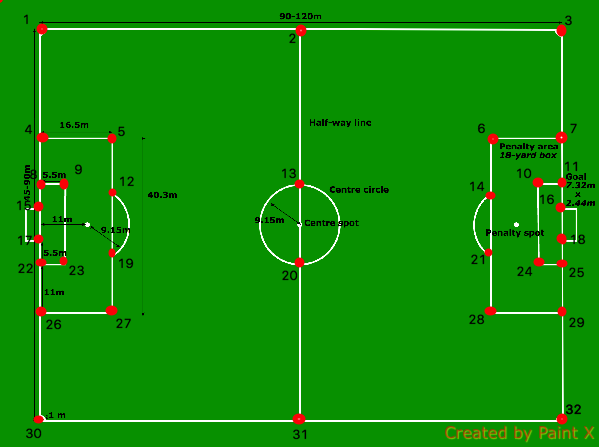 90-120m
1
2
3
Half-way line
4
16.5m
5
6
7
Penalty area
18-yard box
45-90m
8
5.5m
9
12
40.3m
13
Centre circle
14
10
11
Goal
7.32m
x
2.44m
16
11m
9.15m
9.15m
Centre spot
Penalty spot
17
18
19
5.5m
22
23
20
21
24
25
11m
26
27
28
29
1 m
30
31
32
Created by Paint X